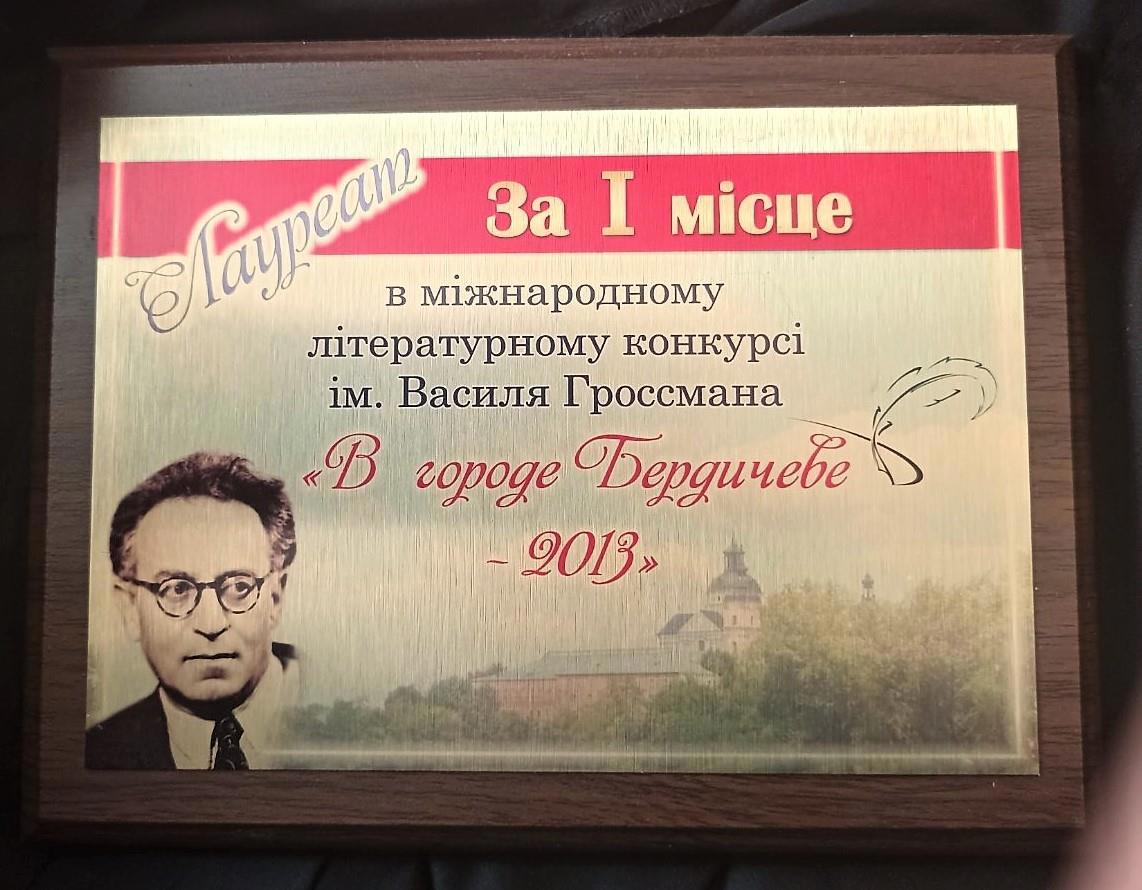 Лауреат
За I місце
в міжнародному
літературному конкурсі
ім. Василя Гроссмана
«В городе Бердичеве
- 2013»